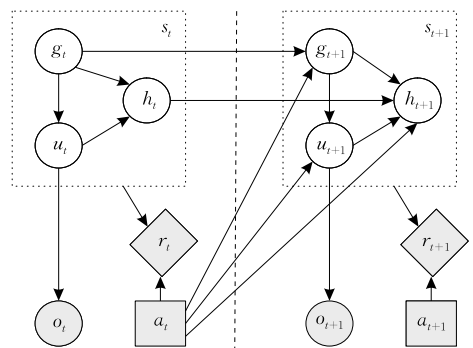 s_t s_{t+1}
g_t g_{t+1}
h_t h_{t+1}
u_t u_{t+1}
r_t r_{t+1}
o_t a_t o_{t+1} a_{t+1}